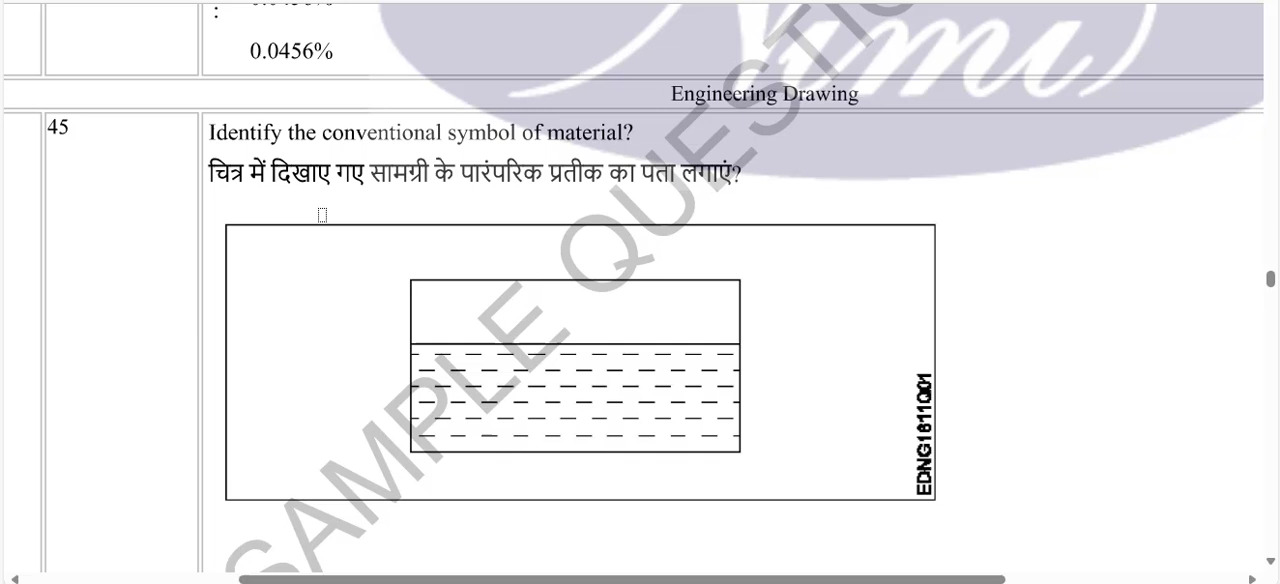 :
0.0456%
Engineering Drawing
45
Identify the conventional symbol of material?
चित्र में दिखाए गए सामग्री के पारंपरिक प्रतीक का पता लगाएं?
EDNG1611Q01
SAMPLE QUESTIO
Nimi